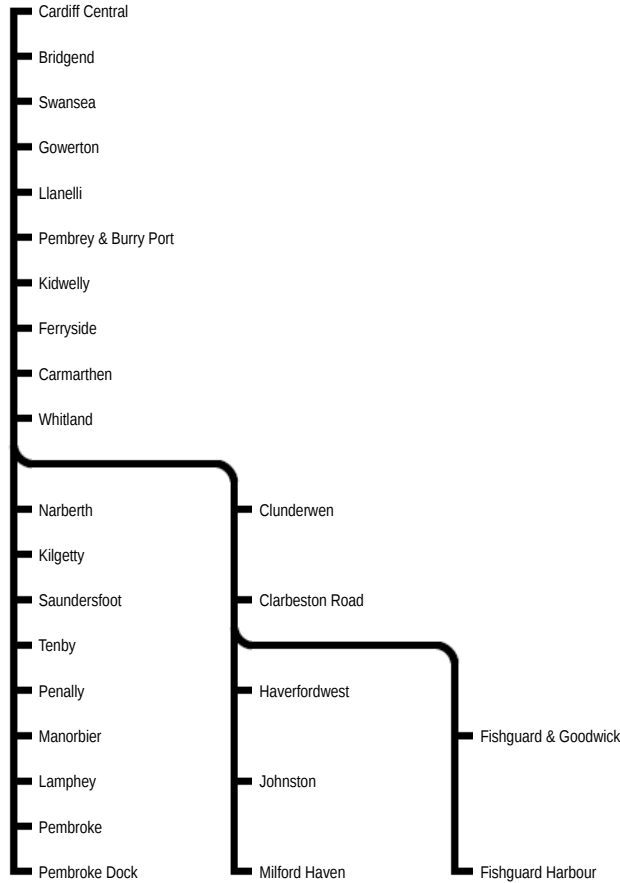 Cardiff Central
Bridgend
Swansea
Gowerton
Llanelli
Pembrey & Burry Port
Kidwelly
Ferryside
Carmarthen
Whitland
Narberth
Kilgetty
Saundersfoot
Tenby
Penally
Manorbier
Lamphey
Pembroke
Pembroke Dock
Clunderwen
Clarbeston Road
Haverfordwest
Johnston
Milford Haven
Fishguard & Goodwick
Fishguard Harbour